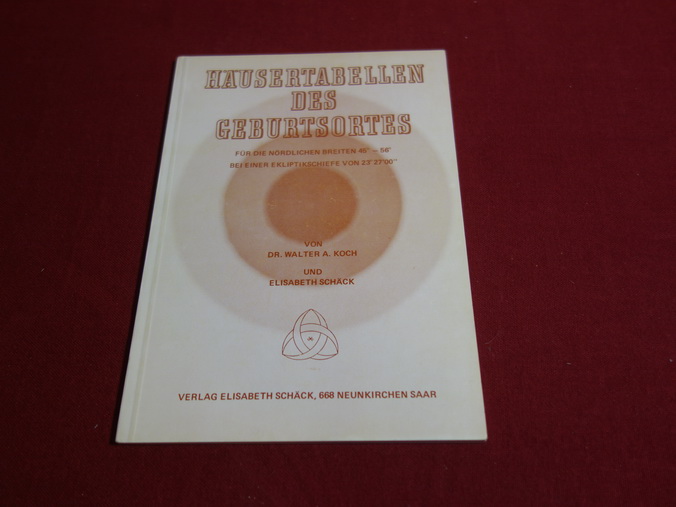 HAUSERTABELLEN
DES
GEBURTSORTES
FÜR DIE NÖRDLICHEN BREITEN 45° – 56°
BEI EINER EKLIPTIKSCHIEFE VON 23°27'00"
VON
DR. WALTER A. KOCH
UND
ELISABETH SCHÄCK
VERLAG ELISABETH SCHÄCK, 668 NEUNKIRCHEN SAAR